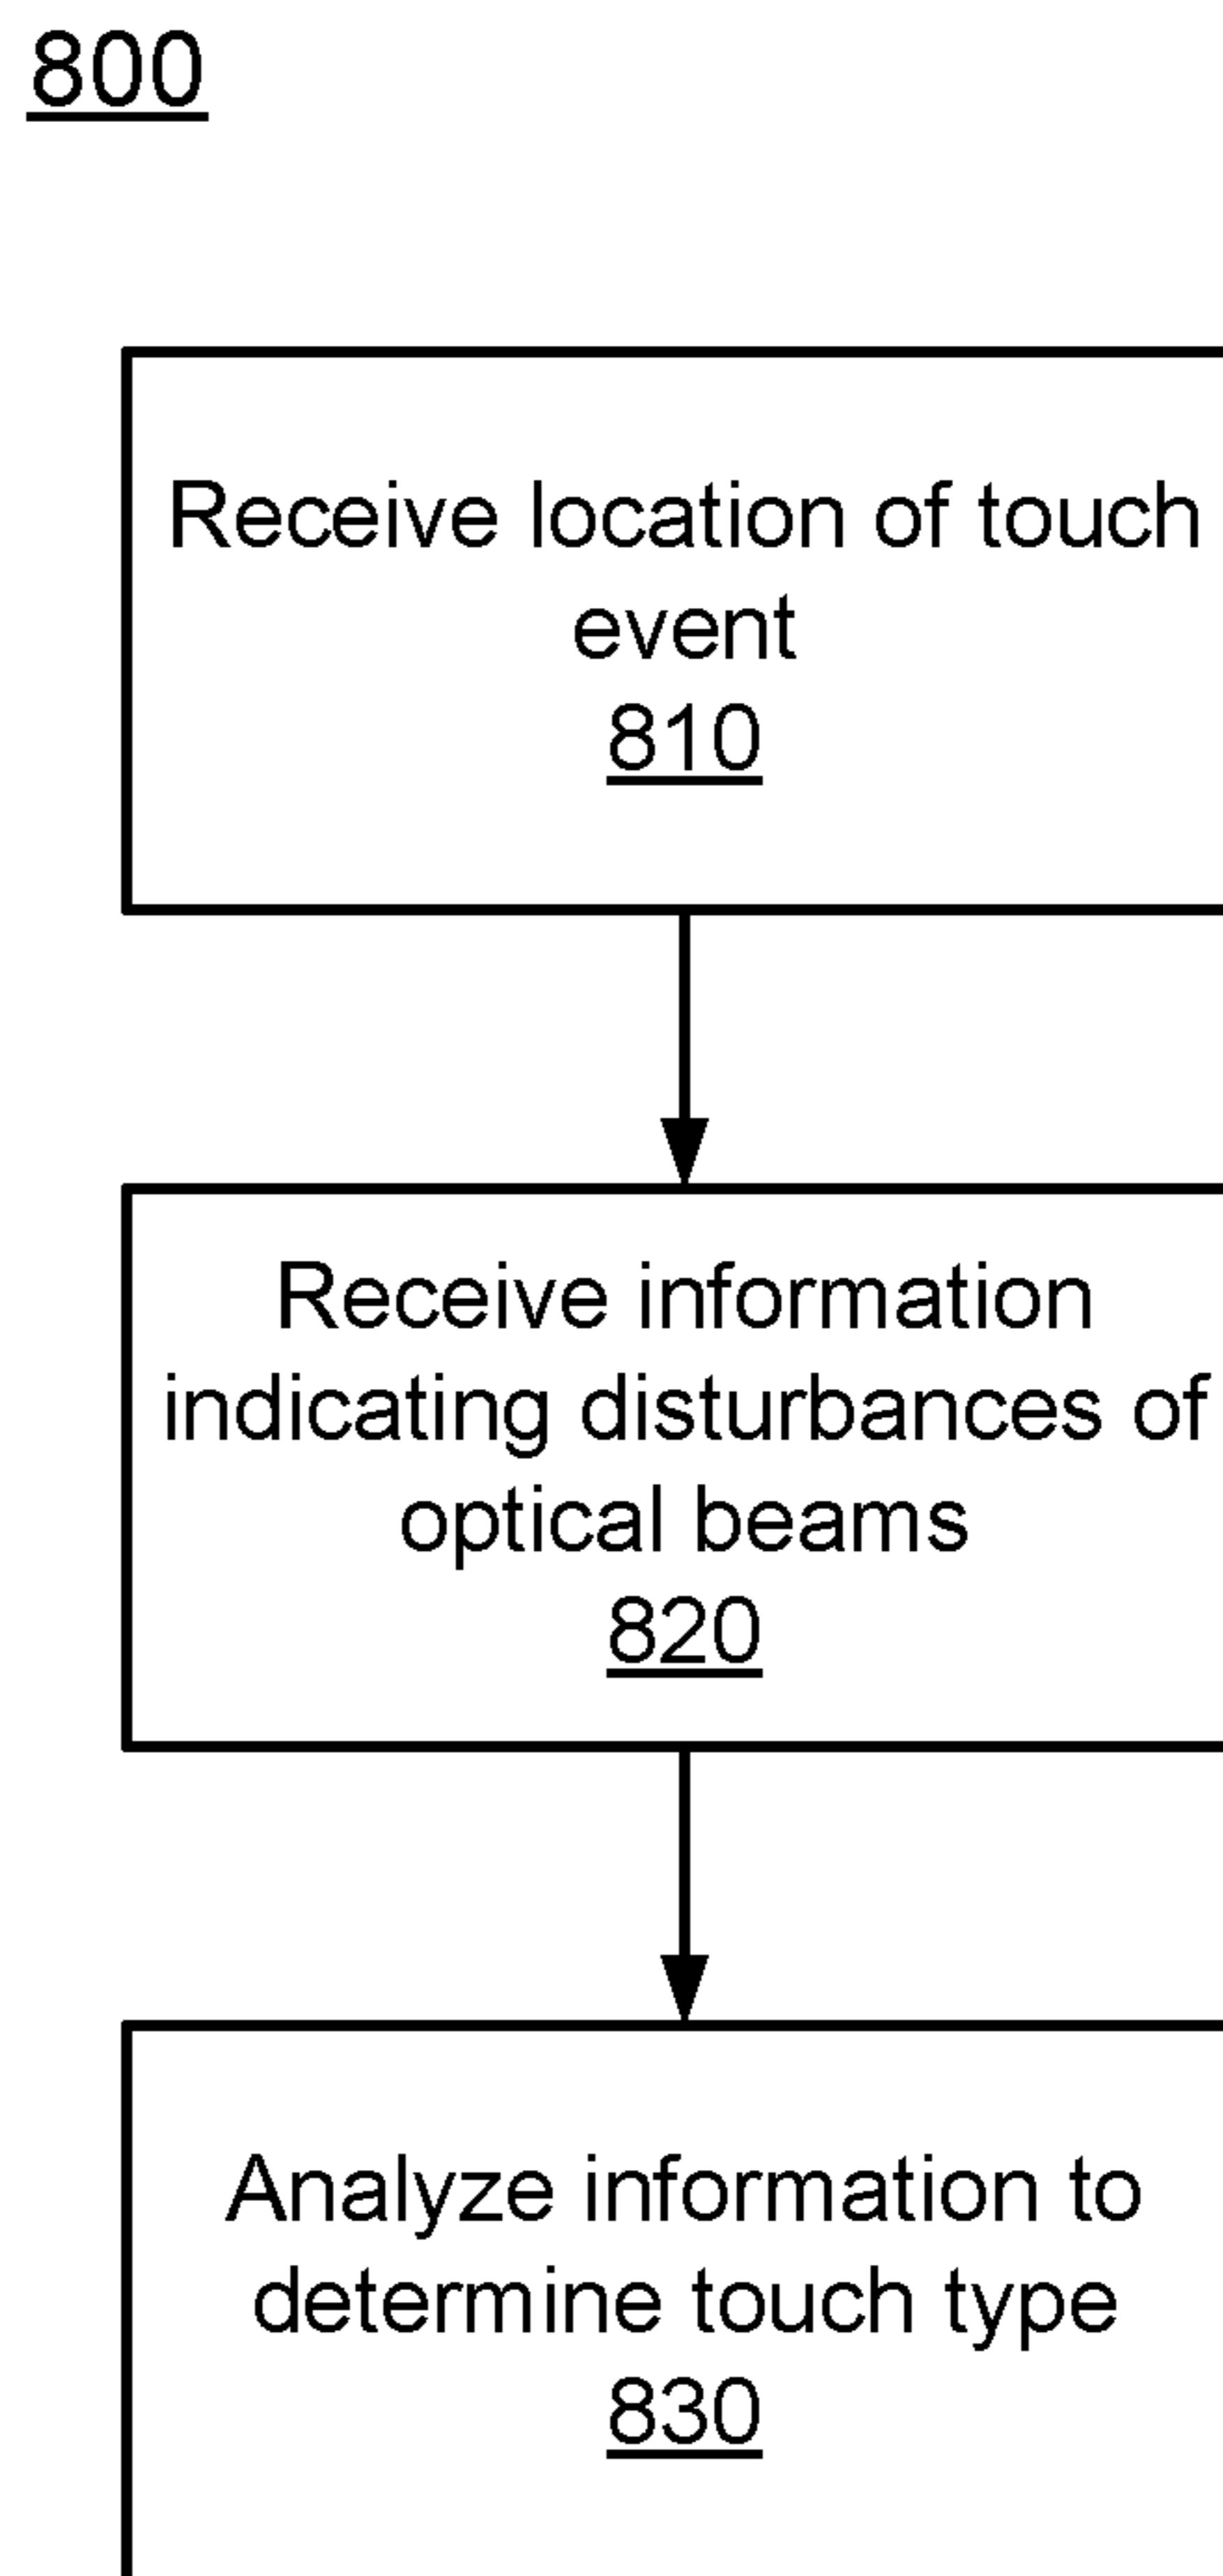 800
Receive location of touch
event
810
Receive information
indicating disturbances of
optical beams
820
Analyze information to
determine touch type
830